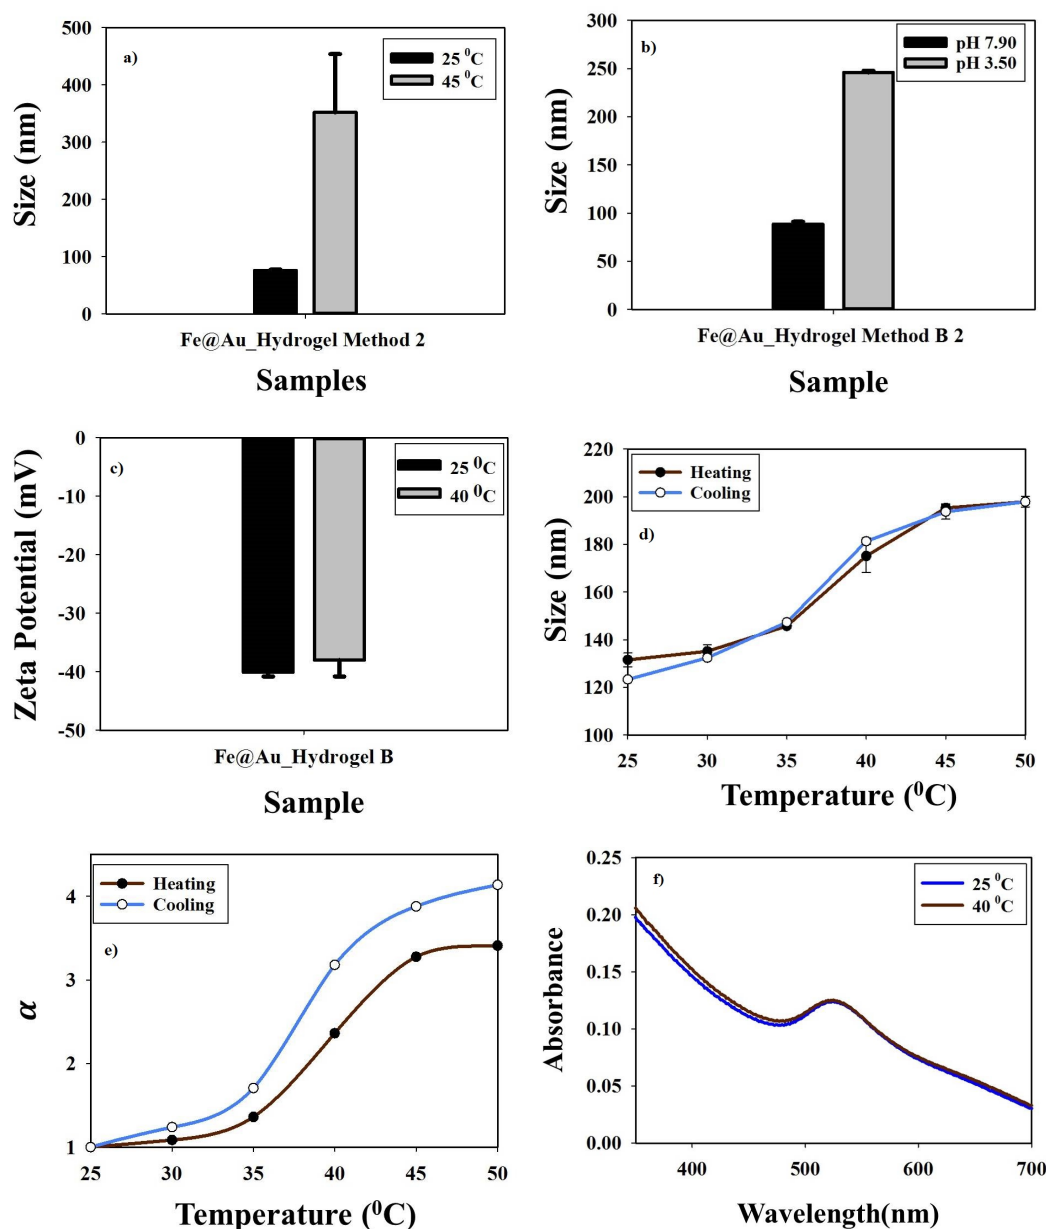 a)
25 ⁰C
45 ⁰C
Size (nm)
500
400
300
200
100
0
Fe@Au_Hydrogel Method 2
Samples
b)
pH 7.90
pH 3.50
Size (nm)
300
250
200
150
100
50
0
Fe@Au_Hydrogel Method B 2
Sample
c)
25 ⁰C
40 ⁰C
Zeta Potential (mV)
0
-10
-20
-30
-40
-50
Fe@Au_Hydrogel B
Sample
d)
Heating
Cooling
Size (nm)
220
200
180
160
140
120
100
25 30 35 40 45 50
Temperature (⁰C)
e)
Heating
Cooling
α
4
3
2
1
25 30 35 40 45 50
Temperature (⁰C)
f)
25 ⁰C
40 ⁰C
Absorbance
0.25
0.20
0.15
0.10
0.05
0.00
400 500 600 700
Wavelength(nm)